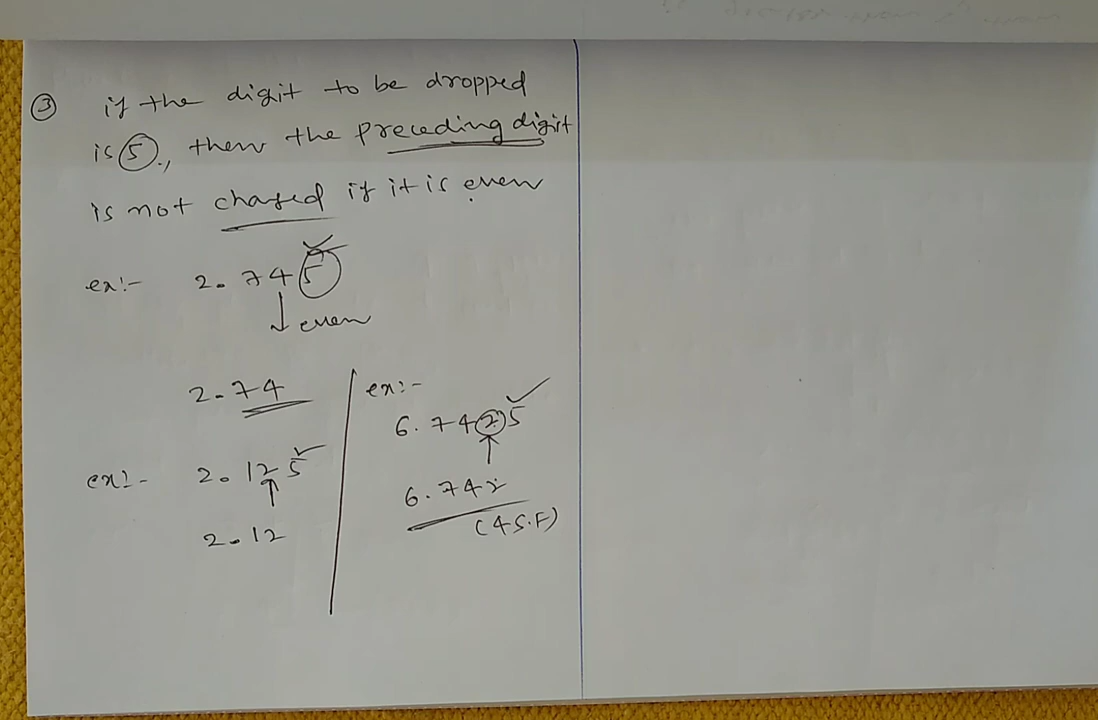 ③ if the digit to be dropped
is 5, then the preceding digit
is not changed if it is even
ex:- 2.745
even
2.74
ex:- 2.125
2.12
ex:-
6.7425
6.742
(4 S.F)